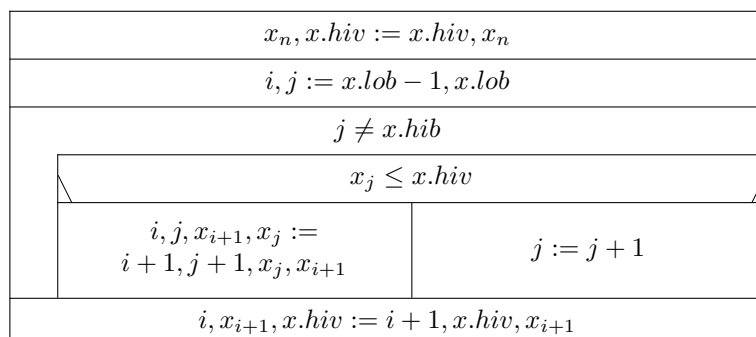 x_n, x.hiv := x.hiv, x_n
i, j := x.lob − 1, x.lob
j ≠ x.hib
x_j ≤ x.hiv
i, j, x_{i+1}, x_j :=
i + 1, j + 1, x_j, x_{i+1}
j := j + 1
i, x_{i+1}, x.hiv := i + 1, x.hiv, x_{i+1}